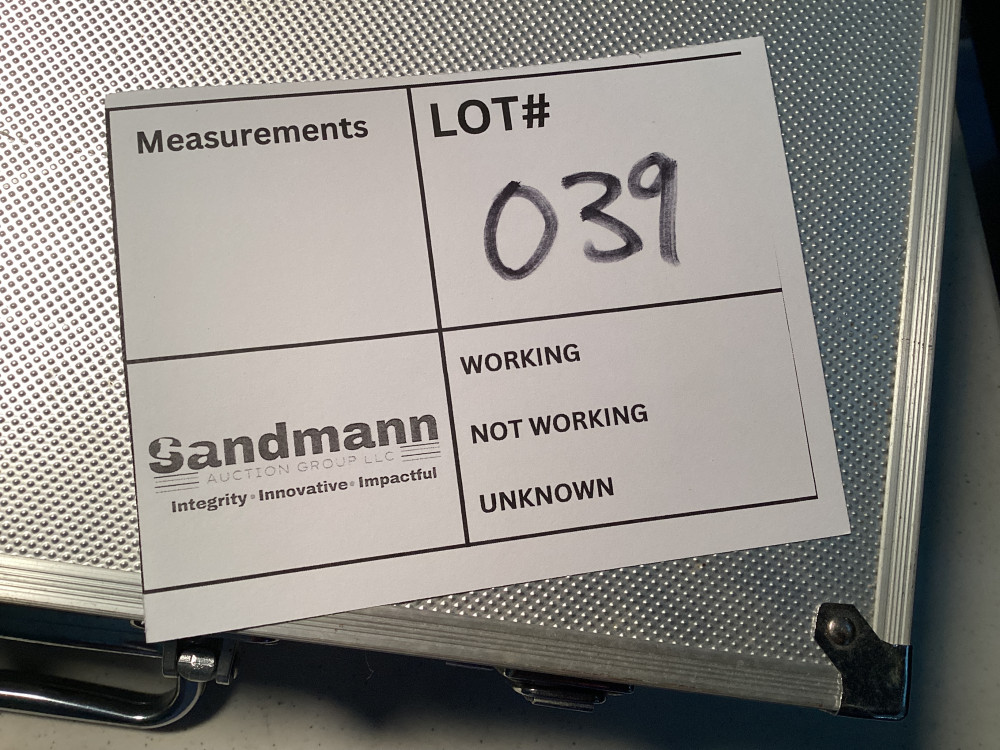 Measurements
LOT#
039
WORKING
NOT WORKING
UNKNOWN
Sandmann
AUCTION GROUP LLC
Integrity • Innovative • Impactful